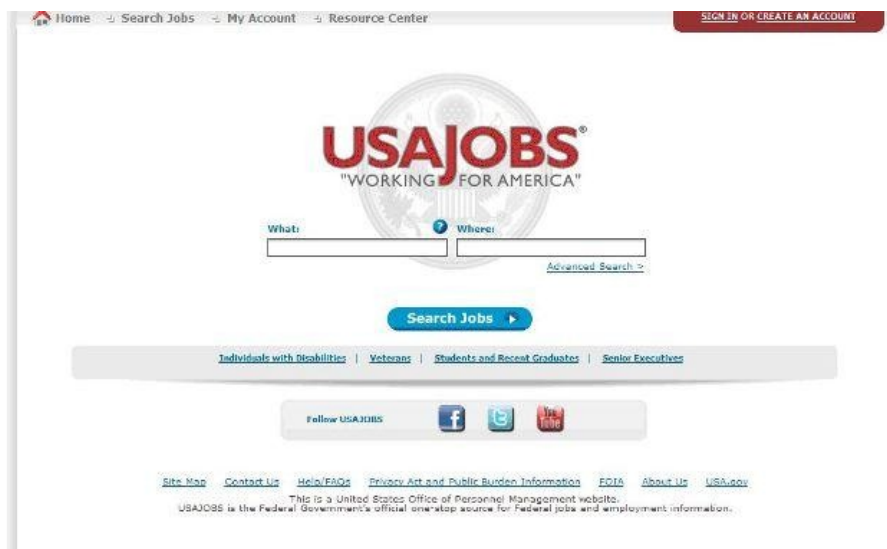 Home Search Jobs My Account Resource Center
SIGN IN OR CREATE AN ACCOUNT
USAJOBS®
"WORKING FOR AMERICA"
What: ? Where:
Advanced Search >
Search Jobs
Individuals with Disabilities | Veterans | Students and Recent Graduates | Senior Executives
Follow USAJOBS f t You Tube
Site Map Contact Us Help/FAQs Privacy Act and Public Burden Information FOIA About Us USA.gov
This is a United States Office of Personnel Management website.
USAJOBS is the Federal Government's official one-stop source for Federal jobs and employment information.